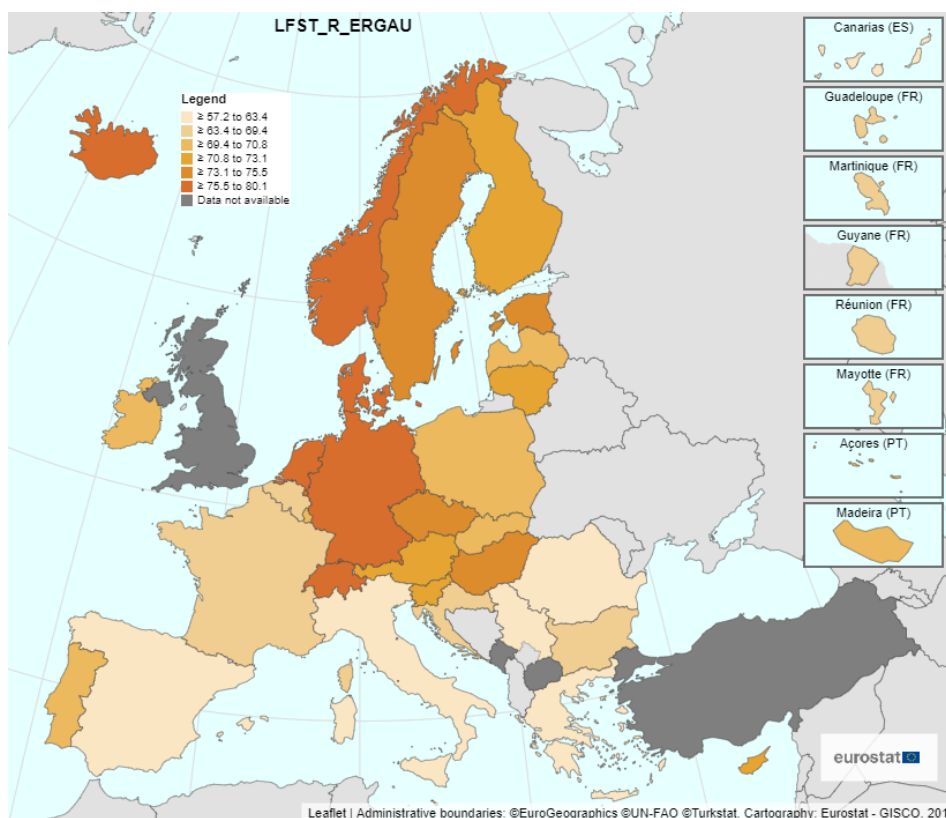 LFST_R_ERGAU
Legend
≥ 57.2 to 63.4
≥ 63.4 to 69.4
≥ 69.4 to 70.8
≥ 70.8 to 73.1
≥ 73.1 to 75.5
≥ 75.5 to 80.1
Data not available
Canarias (ES)
Guadeloupe (FR)
Martinique (FR)
Guyane (FR)
Réunion (FR)
Mayotte (FR)
Açores (PT)
Madeira (PT)
eurostat
Leaflet | Administrative boundaries: ©EuroGeographics ©UN-FAO ©Turkstat, Cartography: Eurostat - GISCO, 201